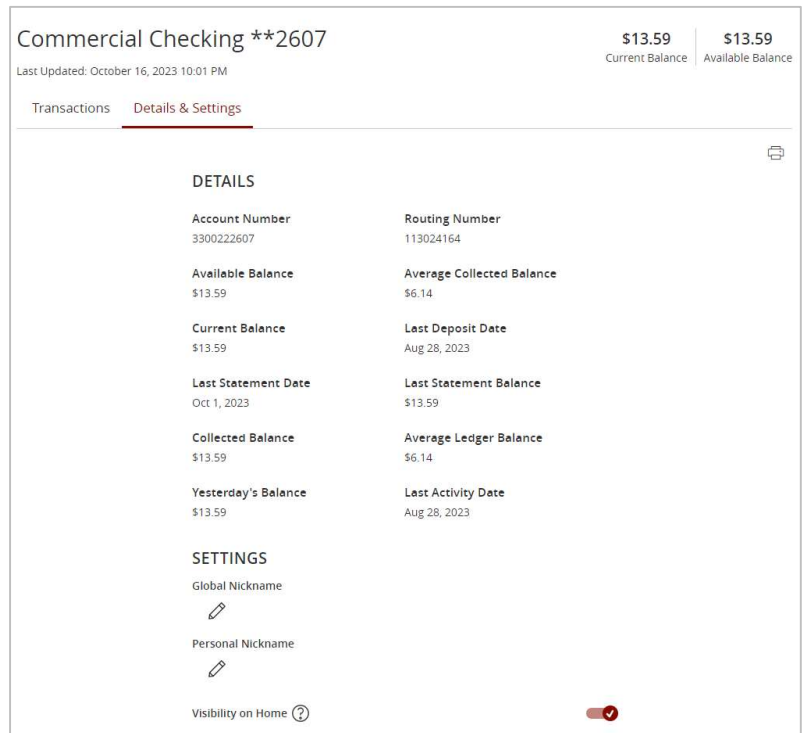 Commercial Checking **2607
$13.59 $13.59
Current Balance Available Balance
Last Updated: October 16, 2023 10:01 PM
Transactions Details & Settings
DETAILS
Account Number Routing Number
3300222607 113024164
Available Balance Average Collected Balance
$13.59 $6.14
Current Balance Last Deposit Date
$13.59 Aug 28, 2023
Last Statement Date Last Statement Balance
Oct 1, 2023 $13.59
Collected Balance Average Ledger Balance
$13.59 $6.14
Yesterday's Balance Last Activity Date
$13.59 Aug 28, 2023
SETTINGS
Global Nickname
Personal Nickname
Visibility on Home ?